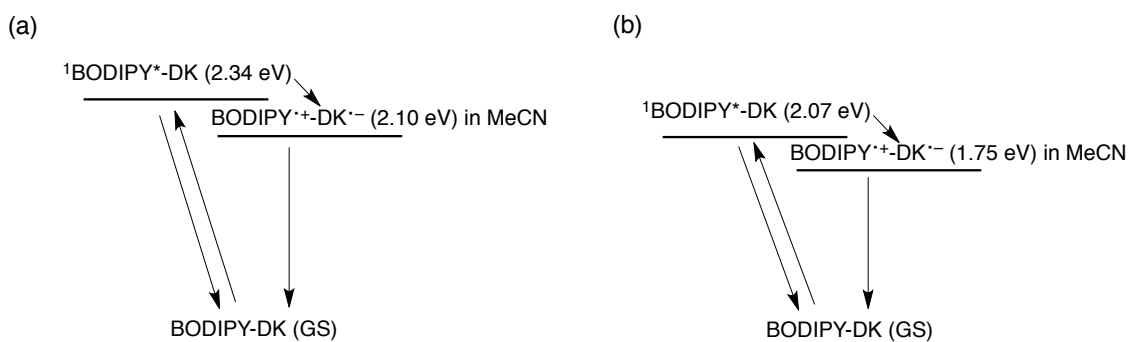 (a)
¹BODIPY*-DK (2.34 eV)
BODIPY˙⁺-DK˙⁻ (2.10 eV) in MeCN
BODIPY-DK (GS)
(b)
¹BODIPY*-DK (2.07 eV)
BODIPY˙⁺-DK˙⁻ (1.75 eV) in MeCN
BODIPY-DK (GS)